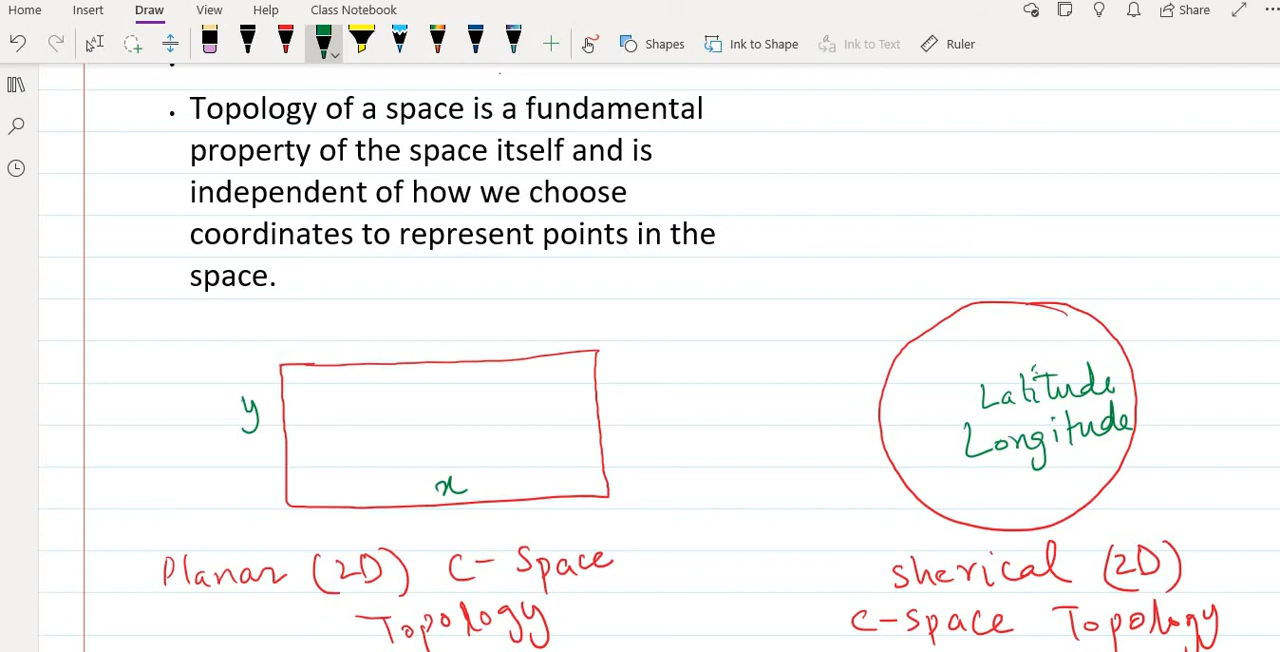 Home Insert Draw View Help Class Notebook Share
Shapes Ink to Shape Ink to Text Ruler
• Topology of a space is a fundamental
property of the space itself and is
independent of how we choose
coordinates to represent points in the
space.
Latitude
y
Longitude
x
Planar (2D) C-Space
Topology
sherical (2D)
C-space Topology